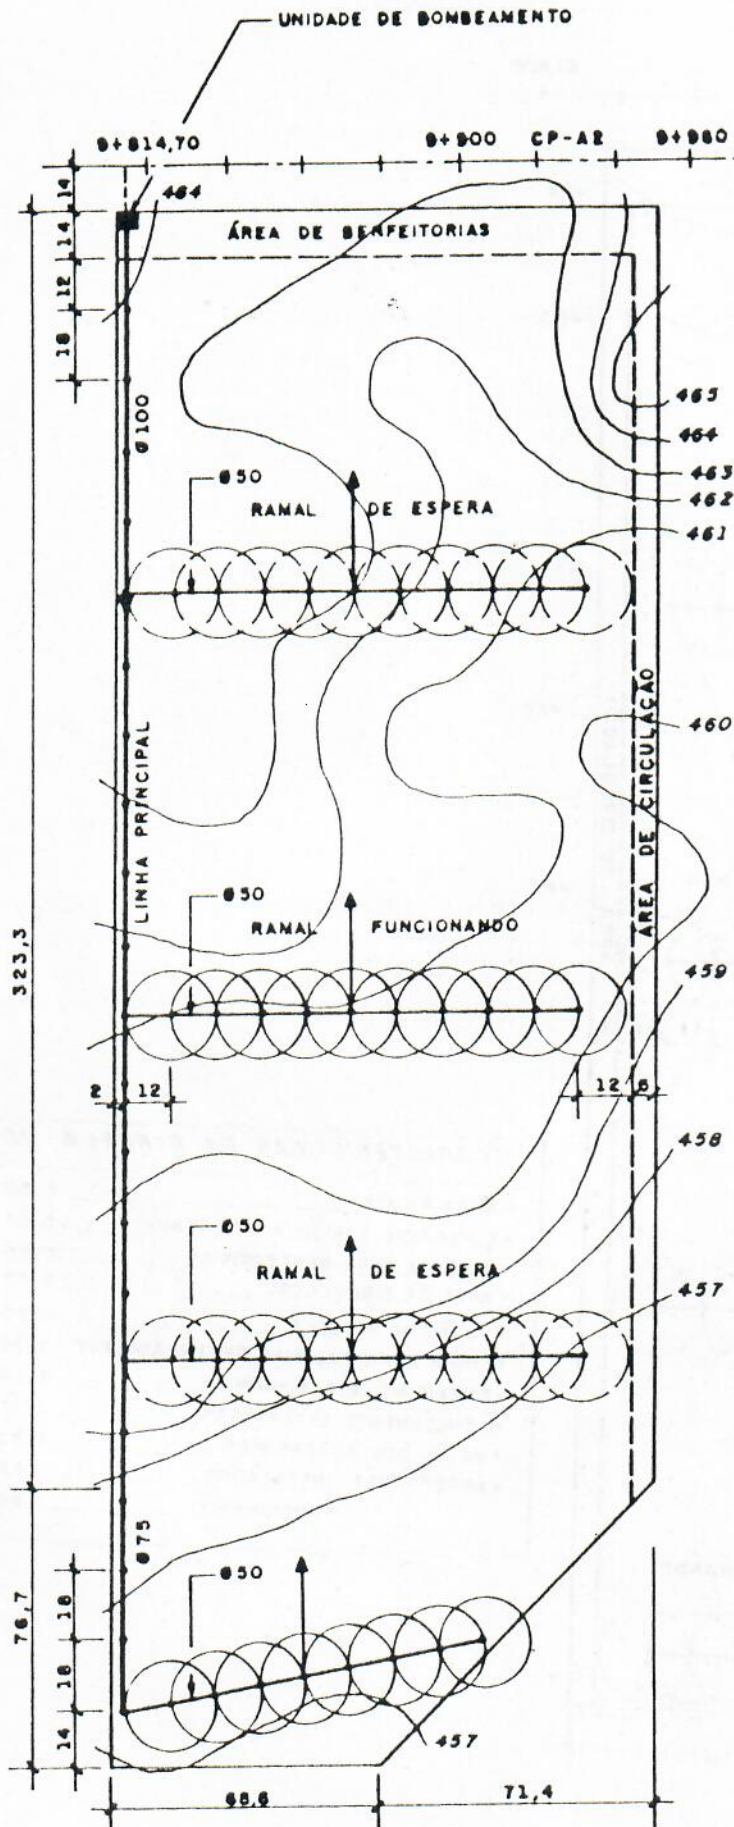 UNIDADE DE BOMBEAMENTO
9+814,70
9+900
CP-A2
9+980
14
464
14
ÁREA DE BENFEITORIAS
12
18
465
ø100
464
463
ø50
462
RAMAL DE ESPERA
461
460
LINHA PRINCIPAL
ÁREA DE CIRCULAÇÃO
ø50
RAMAL FUNCIONANDO
323,3
459
2
12
12
6
458
ø50
RAMAL DE ESPERA
457
ø75
18
ø50
76,7
18
14
457
68,6
71,4